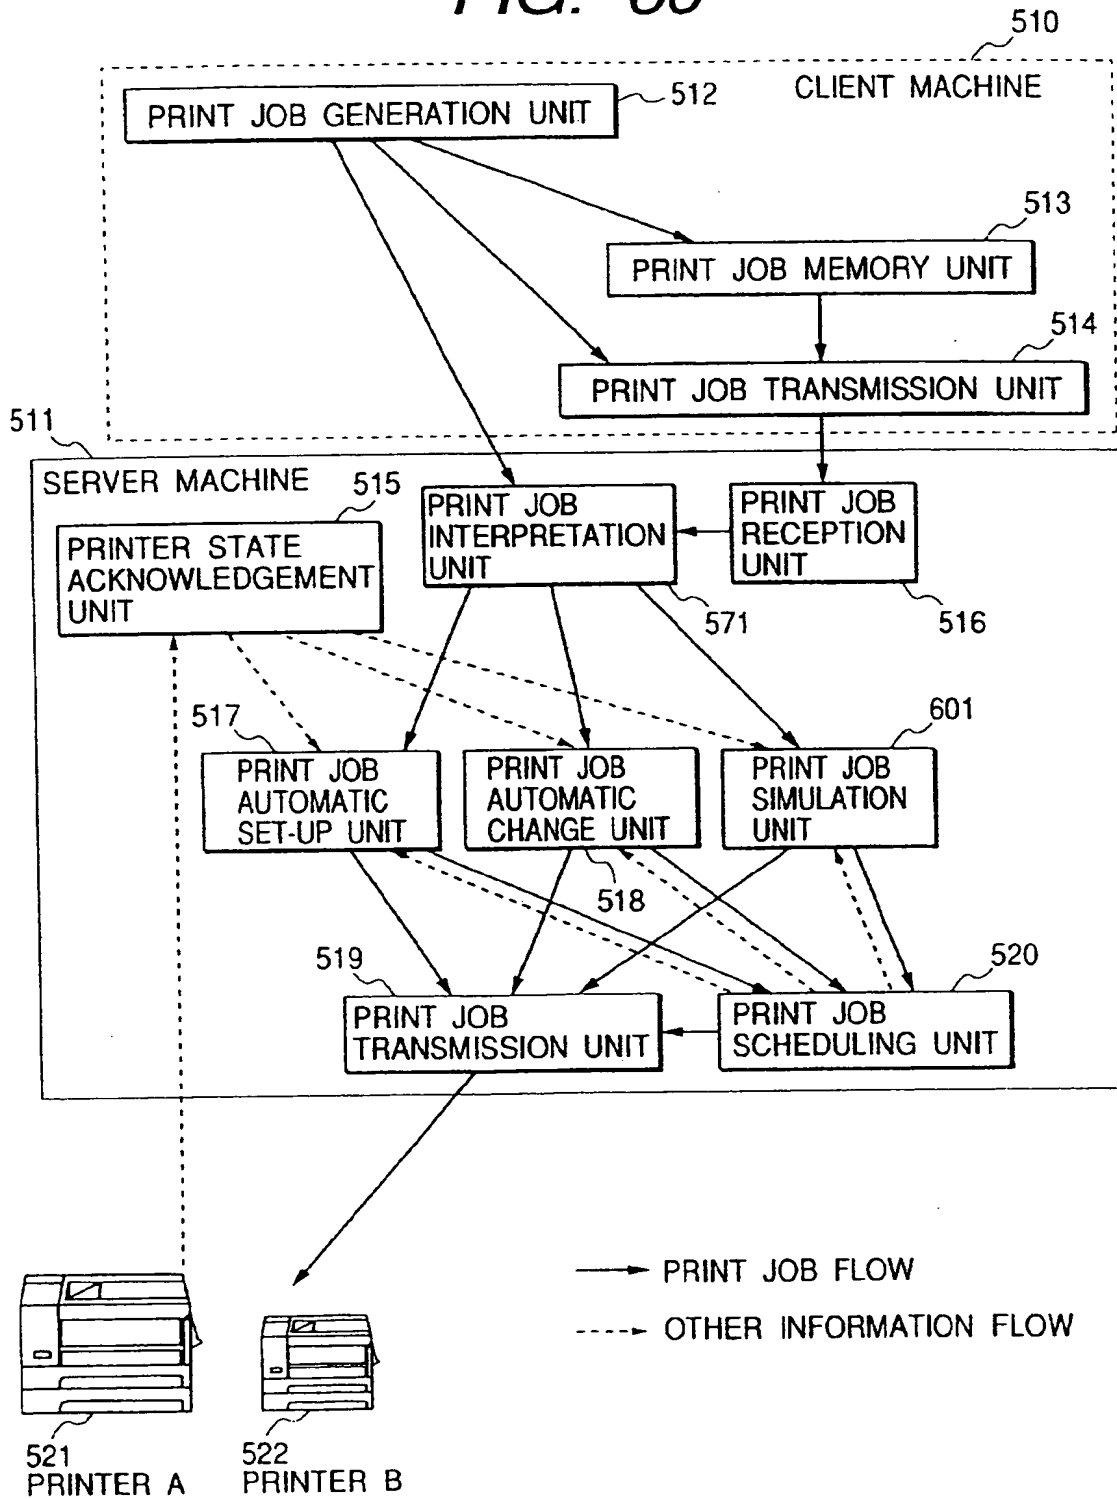 510
CLIENT MACHINE
PRINT JOB GENERATION UNIT
512
513
PRINT JOB MEMORY UNIT
514
PRINT JOB TRANSMISSION UNIT
511
SERVER MACHINE
515
PRINTER STATE
ACKNOWLEDGEMENT
UNIT
PRINT JOB
INTERPRETATION
UNIT
571
PRINT JOB
RECEPTION
UNIT
516
517
PRINT JOB
AUTOMATIC
SET-UP UNIT
PRINT JOB
AUTOMATIC
CHANGE UNIT
518
601
PRINT JOB
SIMULATION
UNIT
519
PRINT JOB
TRANSMISSION UNIT
520
PRINT JOB
SCHEDULING UNIT
PRINT JOB FLOW
OTHER INFORMATION FLOW
521
PRINTER A
522
PRINTER B